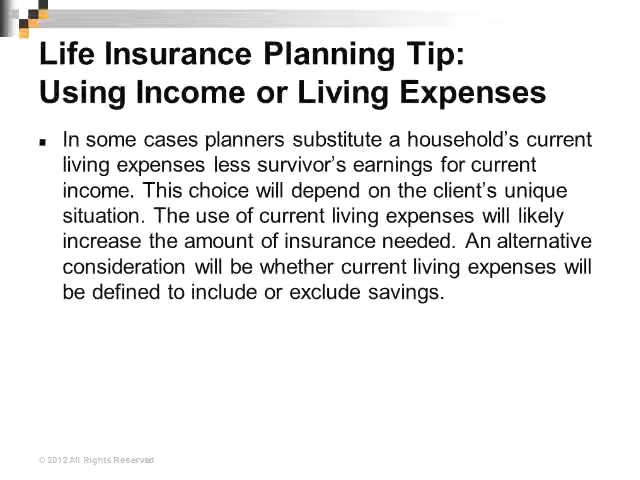 Life Insurance Planning Tip:
Using Income or Living Expenses
In some cases planners substitute a household's current
living expenses less survivor's earnings for current
income. This choice will depend on the client's unique
situation. The use of current living expenses will likely
increase the amount of insurance needed. An alternative
consideration will be whether current living expenses will
be defined to include or exclude savings.
© 2012 All Rights Reserved